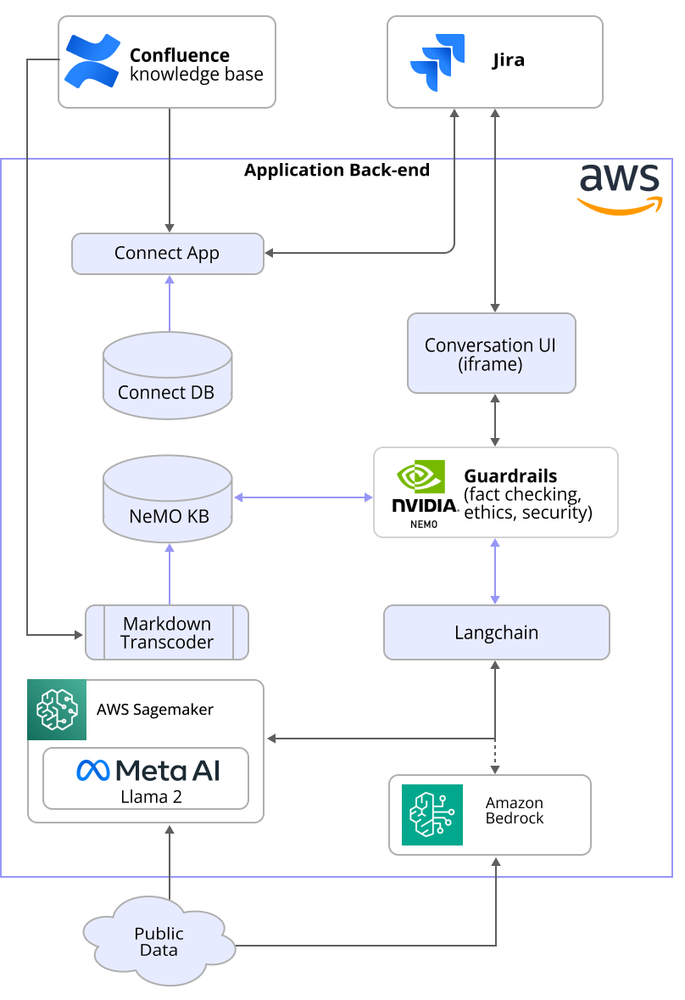 Confluence
knowledge base
Jira
Application Back-end
aws
Connect App
Conversation UI
(iframe)
Connect DB
NeMO KB
NVIDIA.
NEMO
Guardrails
(fact checking,
ethics, security)
Markdown
Transcoder
Langchain
AWS Sagemaker
Meta AI
Llama 2
Amazon
Bedrock
Public
Data